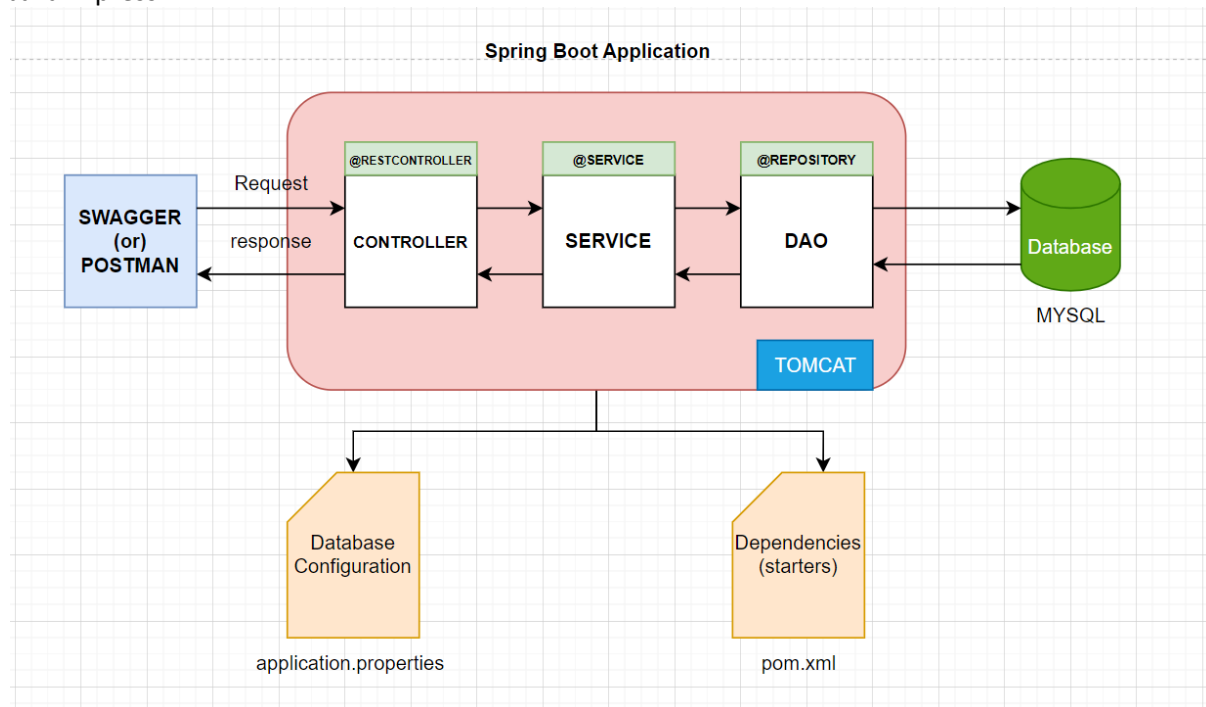 Spring Boot Application
@RESTCONTROLLER
@SERVICE
@REPOSITORY
Request
response
SWAGGER
(or)
POSTMAN
CONTROLLER
SERVICE
DAO
Database
MYSQL
TOMCAT
Database
Configuration
Dependencies
(starters)
application.properties
pom.xml